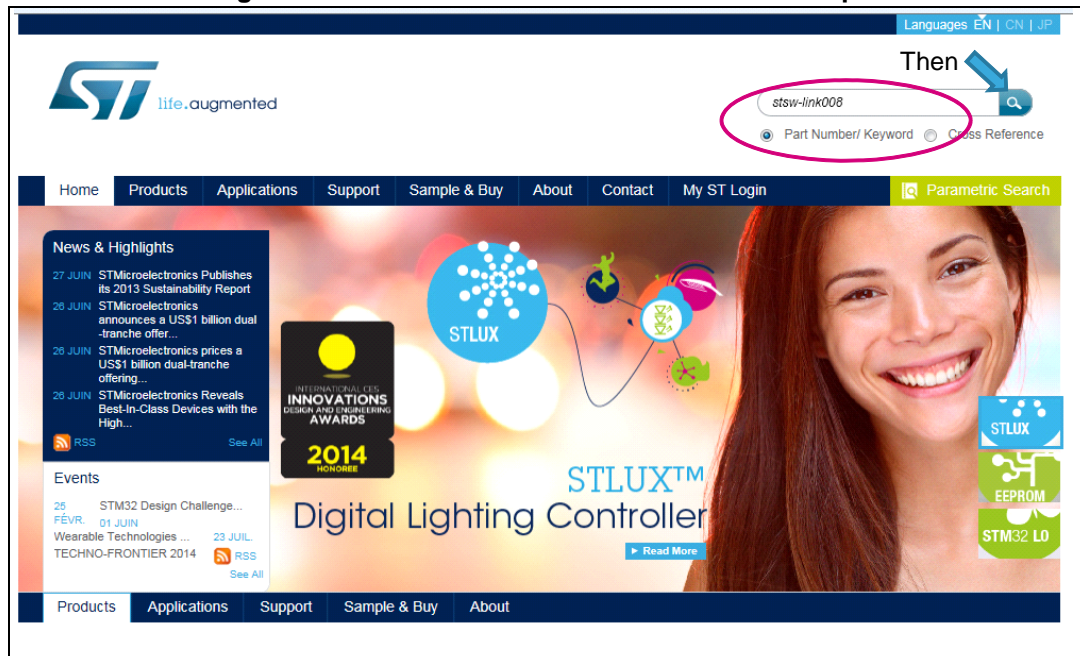 Languages EN | CN | JP
Then
ST life.augmented
stsw-link008
Part Number/ Keyword Cross Reference
Home Products Applications Support Sample & Buy About Contact My ST Login Parametric Search
News & Highlights
27 JUIN STMicroelectronics Publishes
its 2013 Sustainability Report
26 JUIN STMicroelectronics
announces a US$1 billion dual
-tranche offer...
26 JUIN STMicroelectronics prices a
US$1 billion dual-tranche
offering...
26 JUIN STMicroelectronics Reveals
Best-In-Class Devices with the
High...
RSS See All
Events
25 STM32 Design Challenge...
FÉVR. 01 JUIN
Wearable Technologies ... 23 JUIL.
TECHNO-FRONTIER 2014 RSS
See All
STLUX
INTERNATIONAL CES
INNOVATIONS
DESIGN AND ENGINEERING
AWARDS
2014
HONOREE
STLUX™
Digital Lighting Controller
Read More
STLUX
EEPROM
STM32 L0
Products Applications Support Sample & Buy About